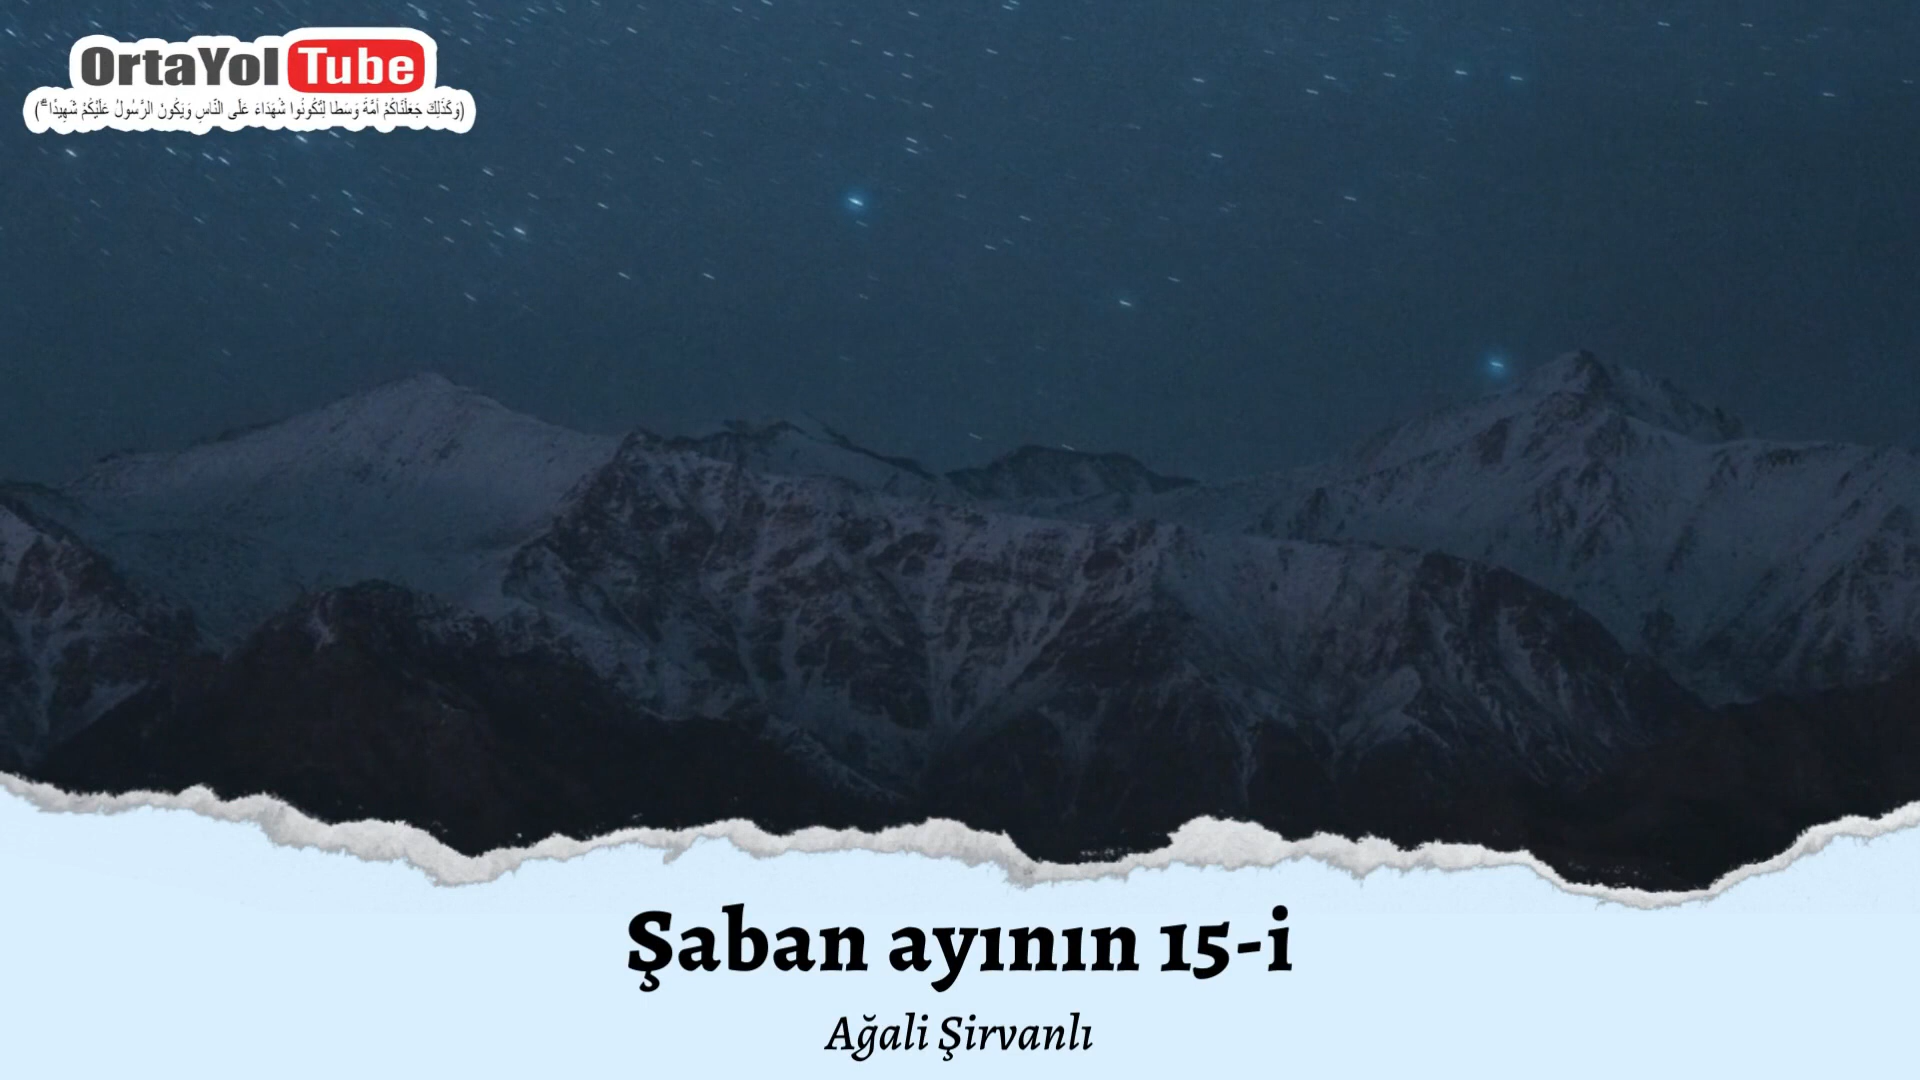 OrtaYol Tube
(وَكَذَلِكَ جَعَلْنَاكُمْ أُمَّةً وَسَطًا لِتَكُونُوا شُهَدَاءَ عَلَى النَّاسِ وَيَكُونَ الرَّسُولُ عَلَيْكُمْ شَهِيدًا ۗ)
Şaban ayının 15-i
Ağali Şirvanlı